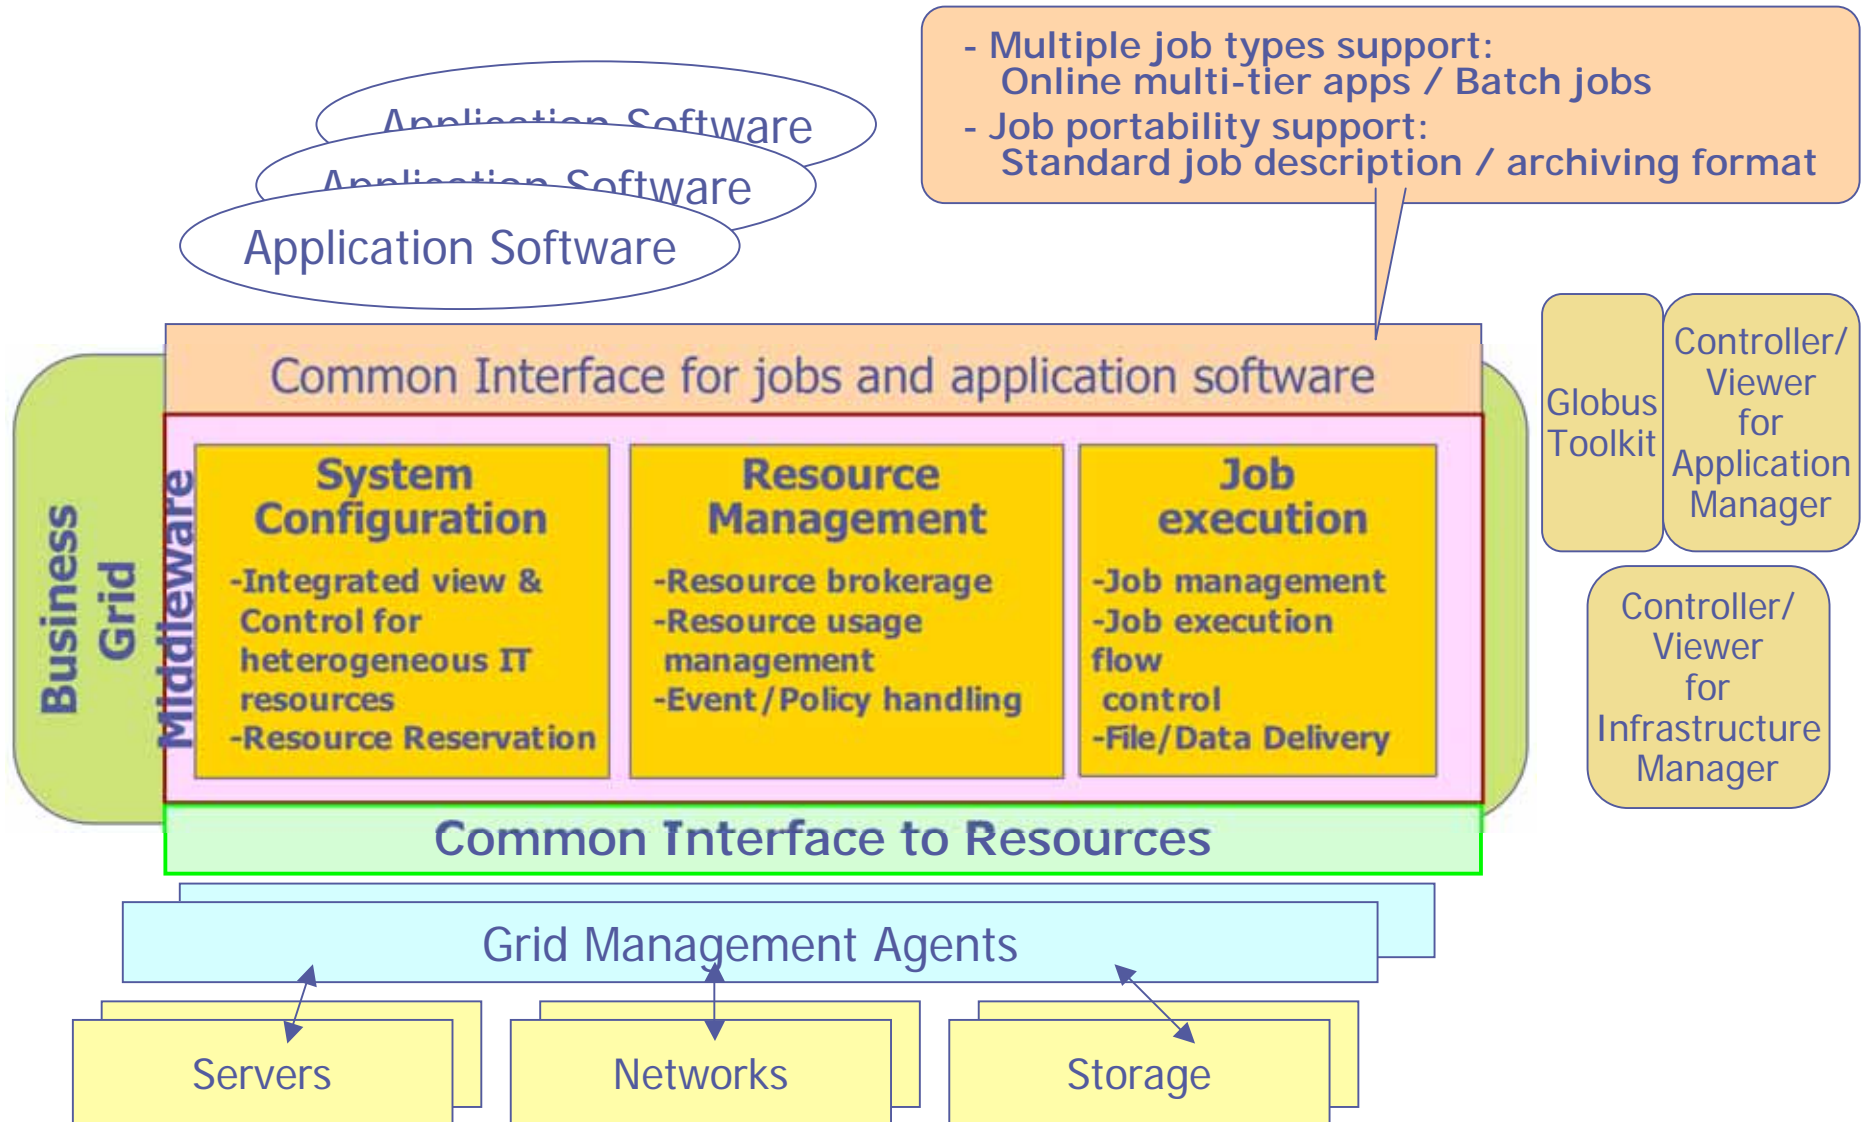 - Multiple job types support:
Online multi-tier apps / Batch jobs
- Job portability support:
Standard job description / archiving format
Application Software
Application Software
Application Software
Common Interface for jobs and application software
Business
Grid
Middleware
System
Configuration
-Integrated view &
Control for
heterogeneous IT
resources
-Resource Reservation
Resource
Management
-Resource brokerage
-Resource usage
management
-Event/Policy handling
Job
execution
-Job management
-Job execution
flow
control
-File/Data Delivery
Globus
Toolkit
Controller/
Viewer
for
Application
Manager
Controller/
Viewer
for
Infrastructure
Manager
Common Interface to Resources
Grid Management Agents
Servers
Networks
Storage